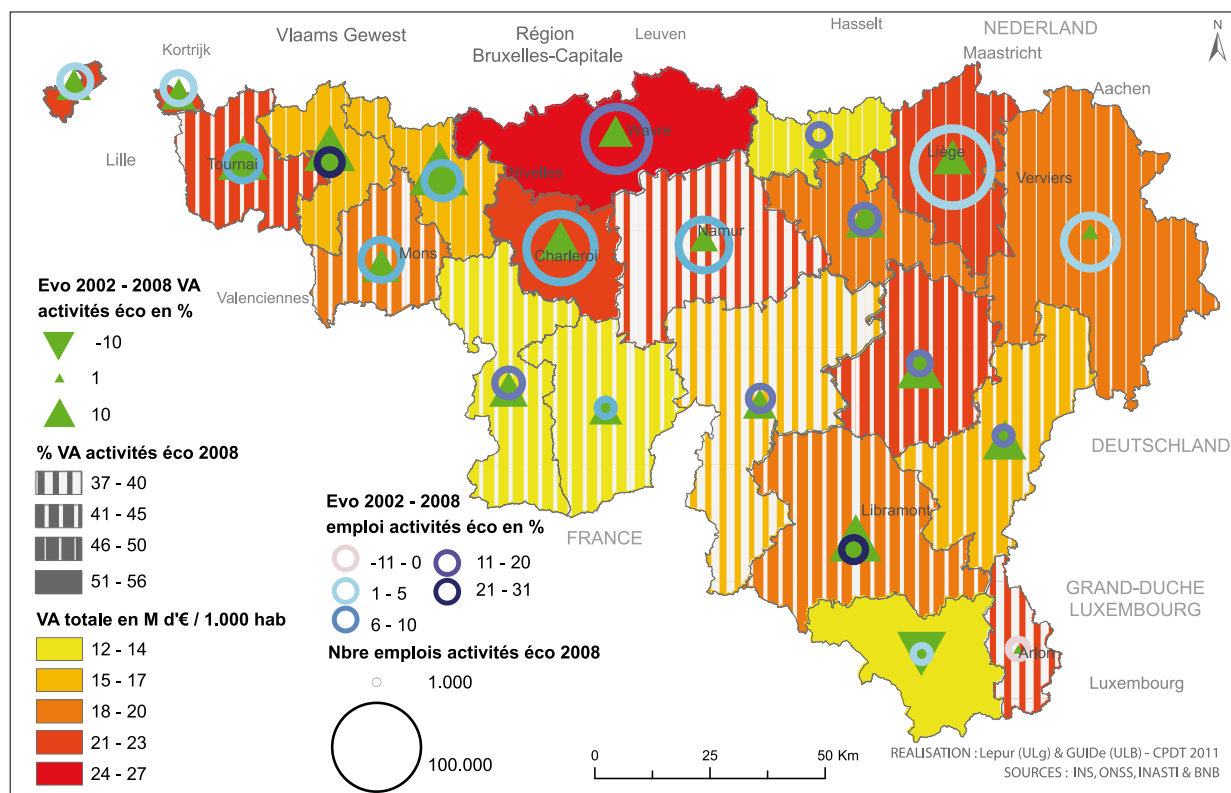 NEDERLAND
Hasselt
Vlaams Gewest
Région
Bruxelles-Capitale
Leuven
Kortrijk
Maastricht
N
Aachen
Wavre
Lille
Tournai
Liège
Nivelles
Verviers
Namur
Mons
Charleroi
Valenciennes
Evo 2002 - 2008 VA
activités éco en %
-10
1
10
% VA activités éco 2008
37 - 40
41 - 45
46 - 50
51 - 56
VA totale en M d'€ / 1.000 hab
12 - 14
15 - 17
18 - 20
21 - 23
24 - 27
Evo 2002 - 2008
emploi activités éco en %
-11 - 0
1 - 5
6 - 10
11 - 20
21 - 31
Nbre emplois activités éco 2008
1.000
100.000
FRANCE
DEUTSCHLAND
Libramont
GRAND-DUCHE
LUXEMBOURG
Arlon
Luxembourg
0 25 50 Km
REALISATION : Lepur (ULg) & GUIDe (ULB) - CPDT 2011
SOURCES : INS, ONSS, INASTI & BNB